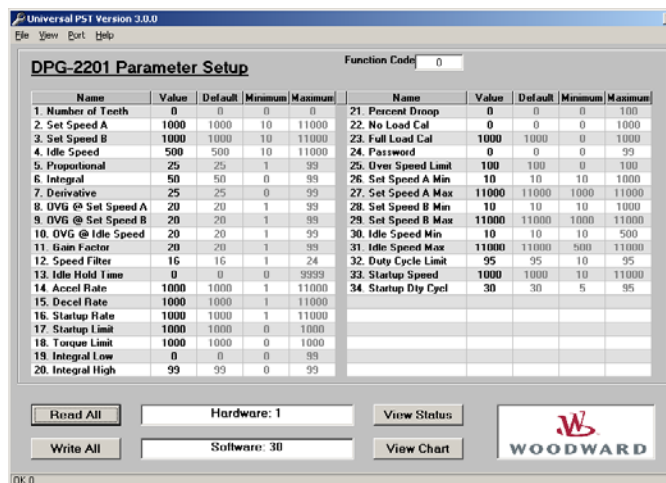 Universal PST Version 3.0.0
File View Port Help
DPG-2201 Parameter Setup
Function Code 0
Name Value Default Minimum Maximum
1. Number of Teeth 0 0 0 0
2. Set Speed A 1000 1000 10 11000
3. Set Speed B 1000 1000 10 11000
4. Idle Speed 500 500 10 11000
5. Proportional 25 25 1 99
6. Integral 50 50 0 99
7. Derivative 25 25 0 99
8. OVG @ Set Speed A 20 20 1 99
9. OVG @ Set Speed B 20 20 1 99
10. OVG @ Idle Speed 20 20 1 99
11. Gain Factor 20 20 1 99
12. Speed Filter 16 16 1 24
13. Idle Hold Time 0 0 0 9999
14. Accel Rate 1000 1000 1 11000
15. Decel Rate 1000 1000 1 11000
16. Startup Rate 1000 1000 1 11000
17. Startup Limit 1000 1000 0 1000
18. Torque Limit 1000 1000 0 1000
19. Integral Low 0 0 0 99
20. Integral High 99 99 0 99
Name Value Default Minimum Maximum
21. Percent Droop 0 0 0 100
22. No Load Cal 0 0 0 1000
23. Full Load Cal 1000 1000 0 1000
24. Password 0 0 0 99
25. Over Speed Limit 100 100 0 100
26. Set Speed A Min 10 10 10 1000
27. Set Speed A Max 11000 11000 1000 11000
28. Set Speed B Min 10 10 10 1000
29. Set Speed B Max 11000 11000 1000 11000
30. Idle Speed Min 10 10 10 500
31. Idle Speed Max 11000 11000 500 11000
32. Duty Cycle Limit 95 95 10 95
33. Startup Speed 1000 1000 10 11000
34. Startup Dty Cycl 30 30 5 95
Read All
Hardware: 1
View Status
Write All
Software: 30
View Chart
WOODWARD
OK 0